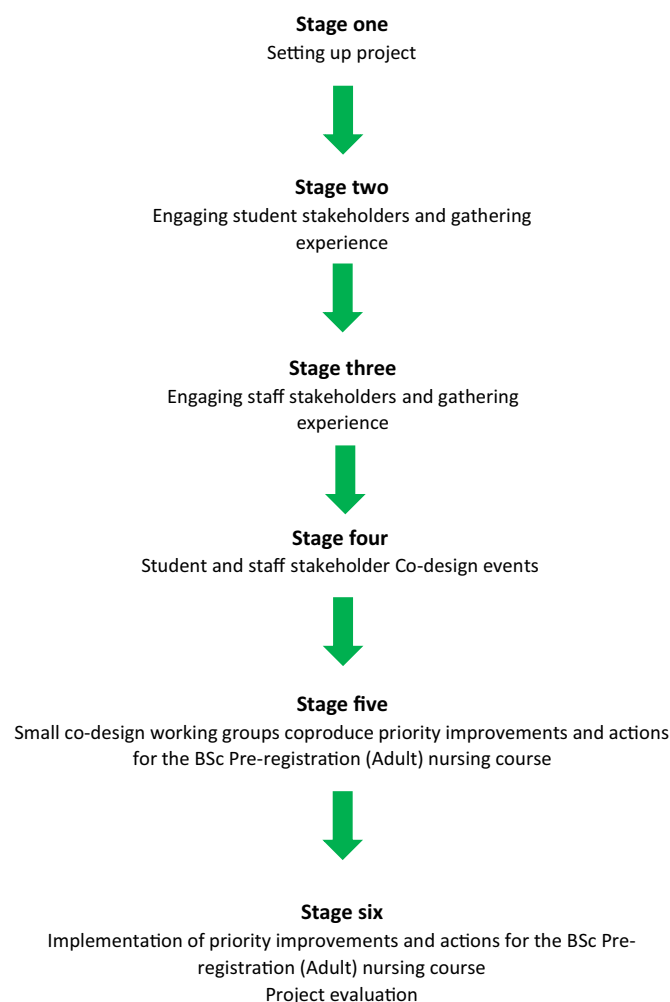 Stage one
Setting up project
Stage two
Engaging student stakeholders and gathering
experience
Stage three
Engaging staff stakeholders and gathering
experience
Stage four
Student and staff stakeholder Co-design events
Stage five
Small co-design working groups coproduce priority improvements and actions
for the BSc Pre-registration (Adult) nursing course
Stage six
Implementation of priority improvements and actions for the BSc Pre-
registration (Adult) nursing course
Project evaluation